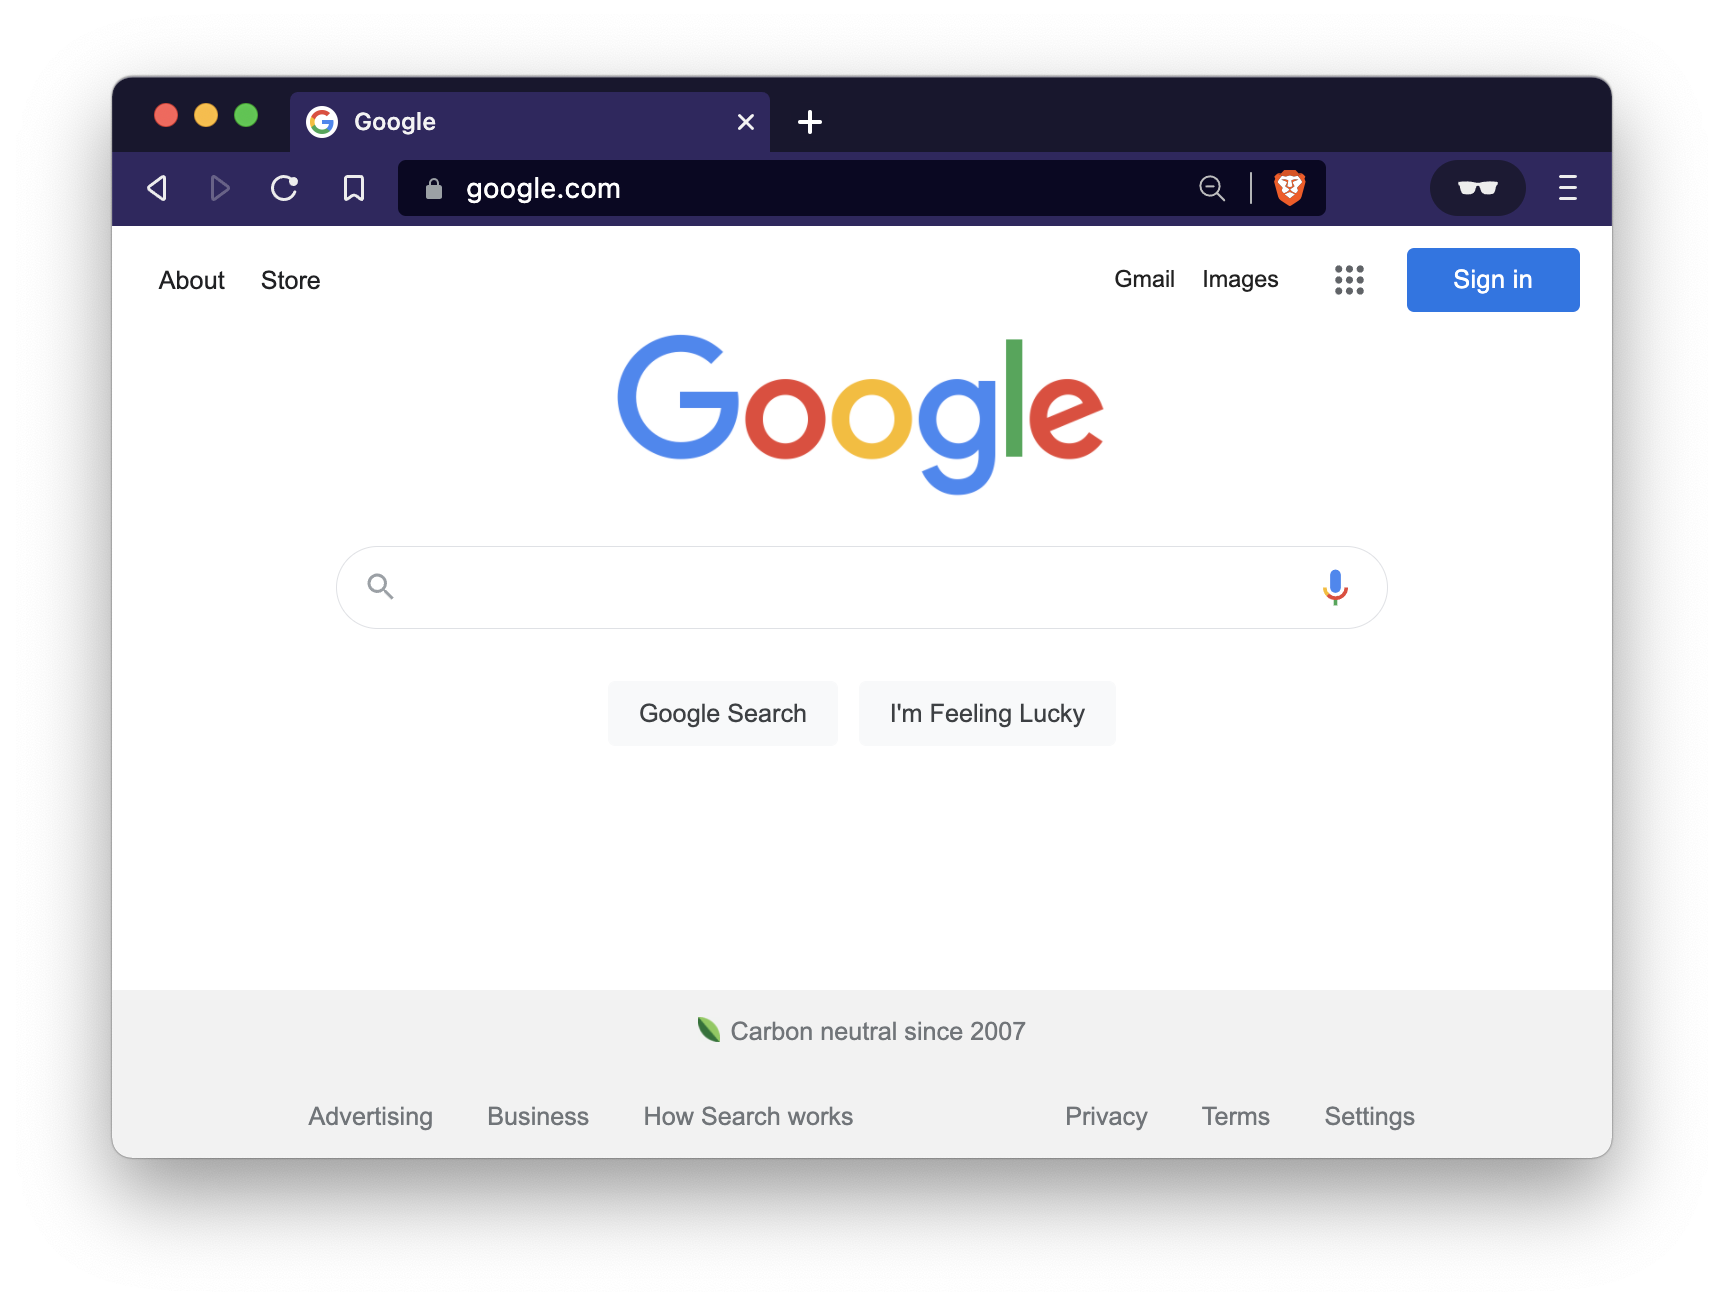 Google
google.com
About Store Gmail Images Sign in
Google
Google Search I'm Feeling Lucky
Carbon neutral since 2007
Advertising Business How Search works Privacy Terms Settings